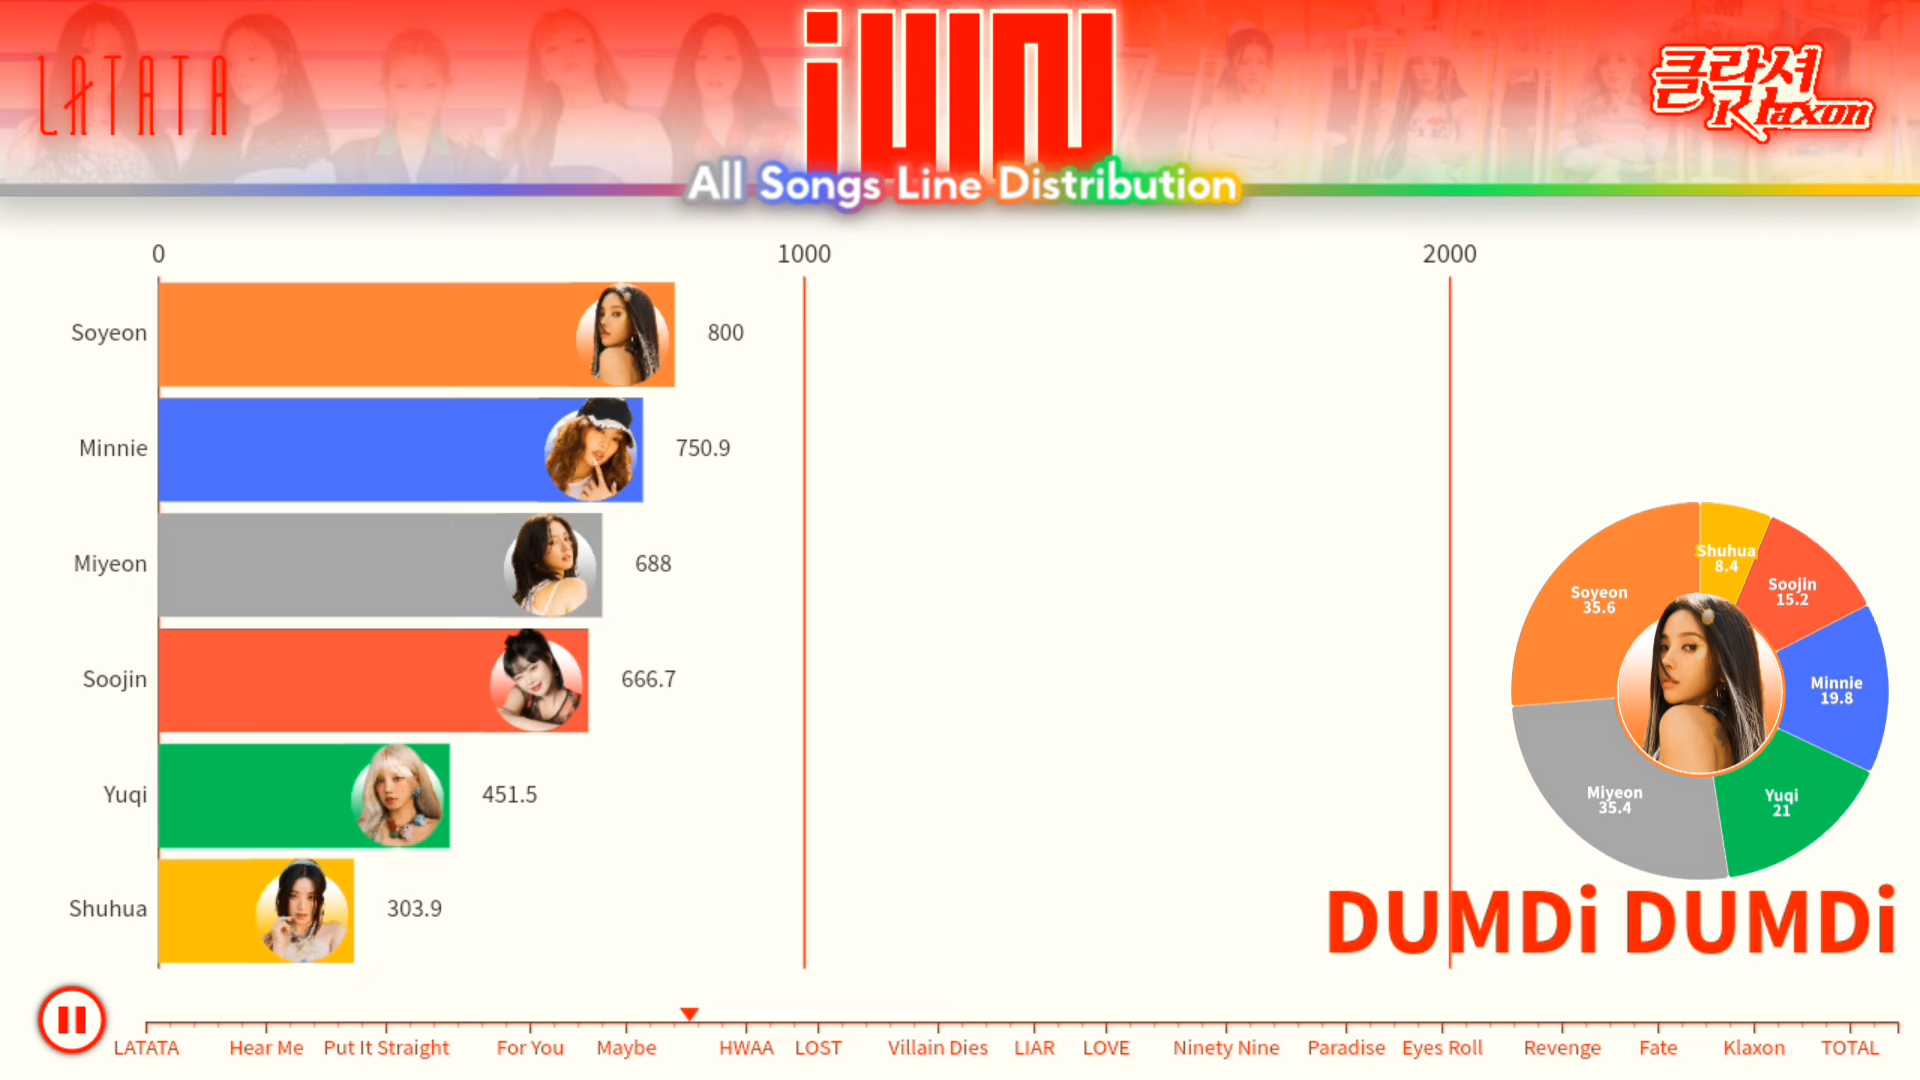 LATATA
클락션
Klaxon
All Songs Line Distribution
0
1000
2000
Soyeon
800
Minnie
750.9
Miyeon
688
Soojin
666.7
Yuqi
451.5
Shuhua
303.9
Shuhua
8.4
Soojin
15.2
Soyeon
35.6
Minnie
19.8
Miyeon
35.4
Yuqi
21
DUMDi DUMDi
LATATA
Hear Me
Put It Straight
For You
Maybe
HWAA
LOST
Villain Dies
LIAR
LOVE
Ninety Nine
Paradise
Eyes Roll
Revenge
Fate
Klaxon
TOTAL